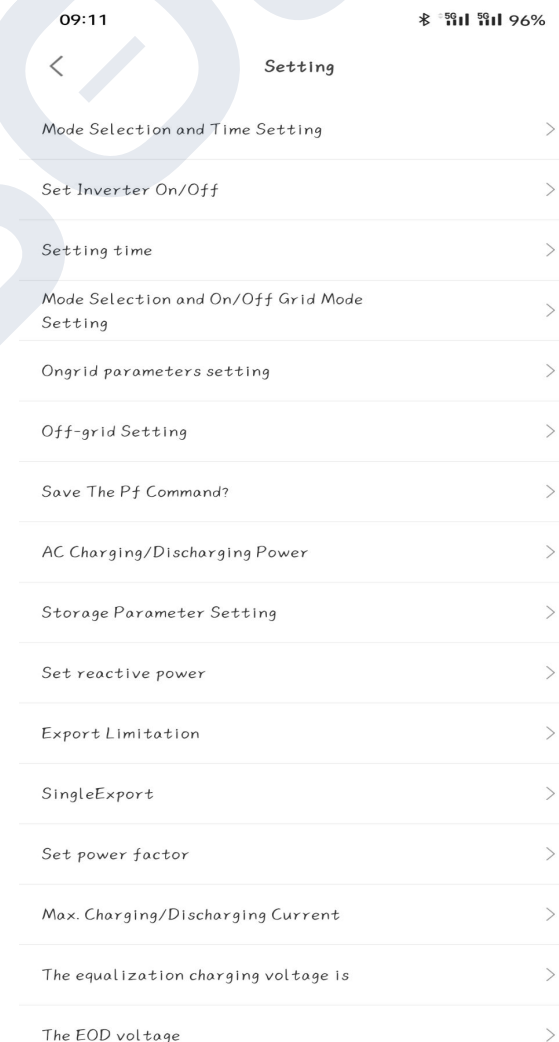 09:11
5G 5G 96%
Setting
Mode Selection and Time Setting
Set Inverter On/Off
Setting time
Mode Selection and On/Off Grid Mode
Setting
Ongrid parameters setting
Off-grid Setting
Save The Pf Command?
AC Charging/Discharging Power
Storage Parameter Setting
Set reactive power
Export Limitation
SingleExport
Set power factor
Max. Charging/Discharging Current
The equalization charging voltage is
The EOD voltage